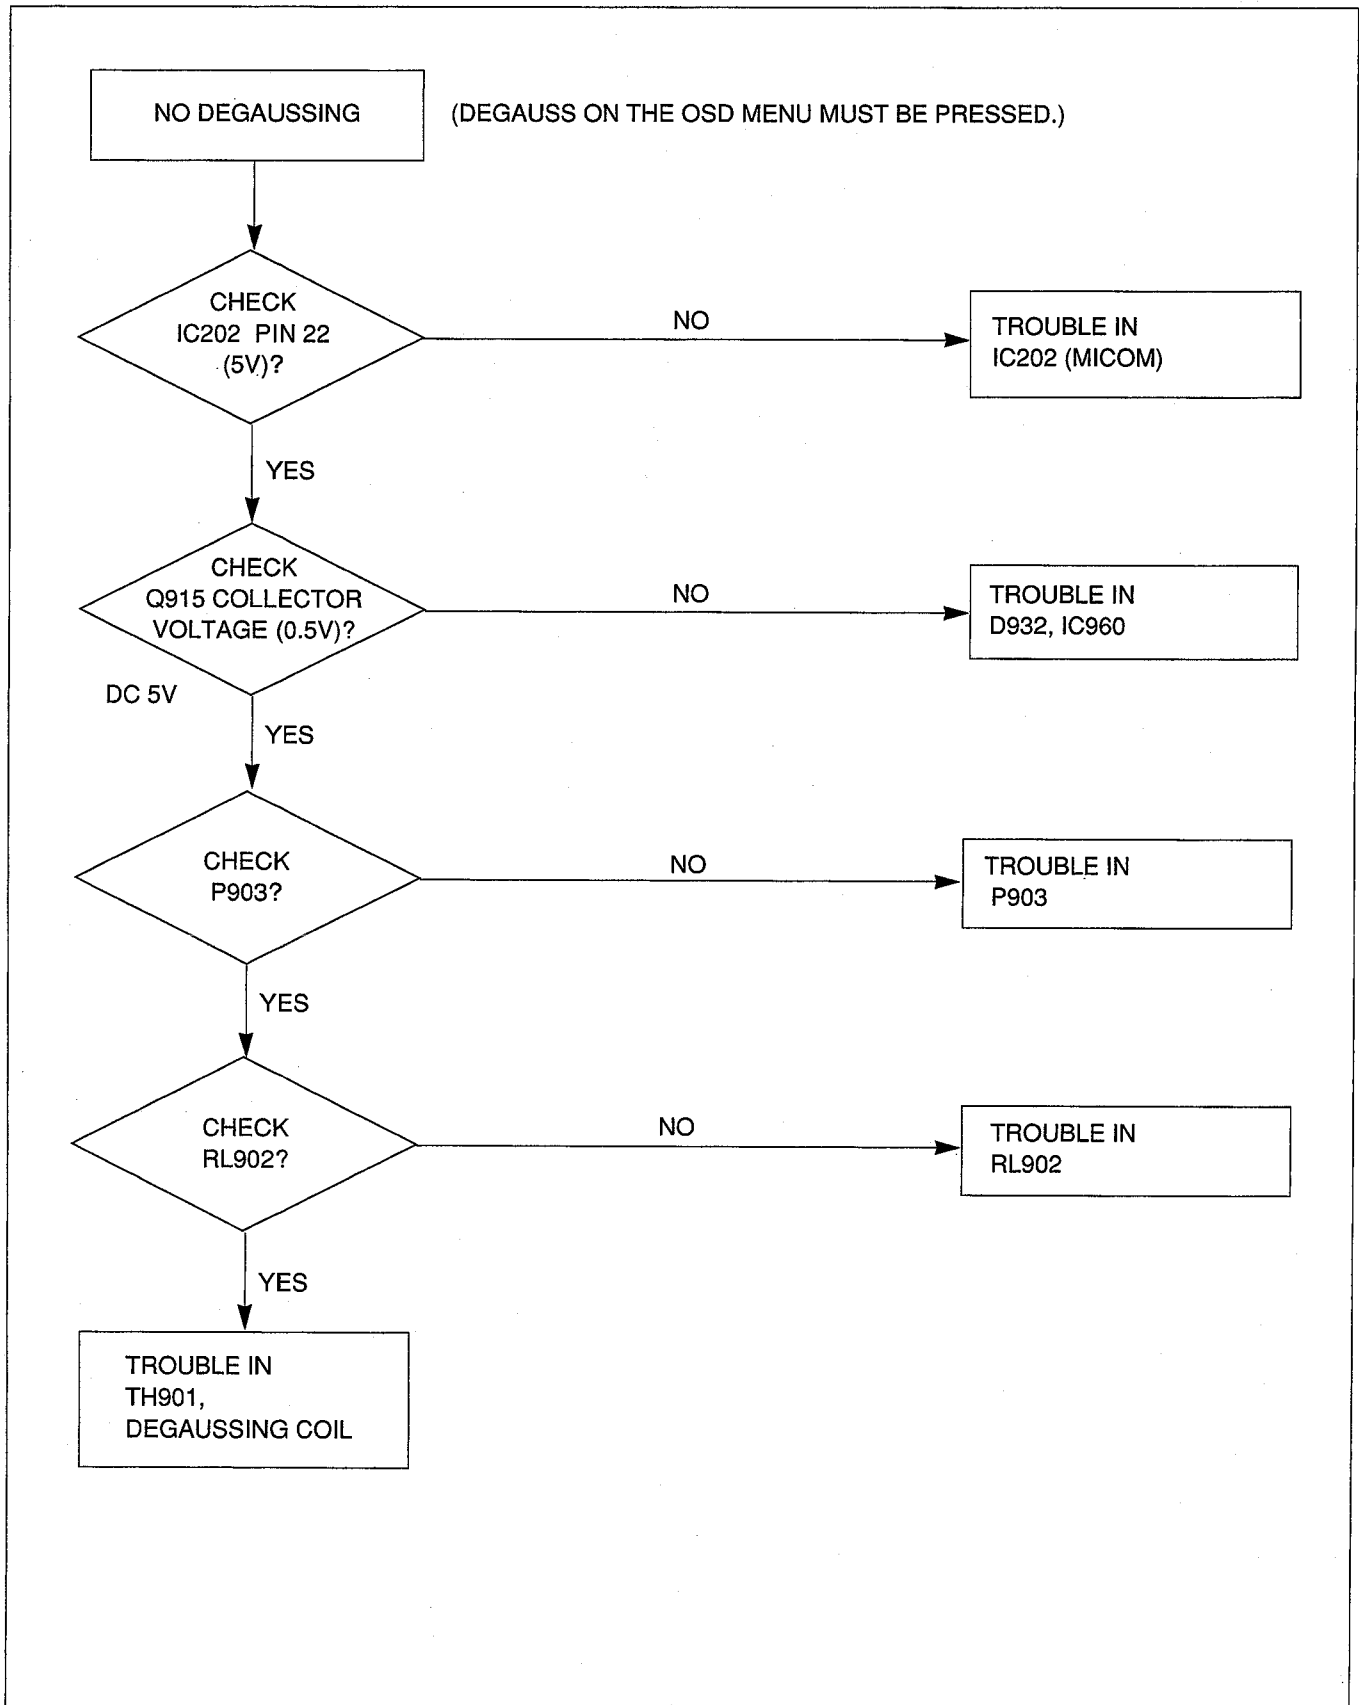 NO DEGAUSSING
(DEGAUSS ON THE OSD MENU MUST BE PRESSED.)
CHECK
IC202 PIN 22
(5V)?
NO
TROUBLE IN
IC202 (MICOM)
YES
CHECK
Q915 COLLECTOR
VOLTAGE (0.5V)?
NO
TROUBLE IN
D932, IC960
DC 5V
YES
CHECK
P903?
NO
TROUBLE IN
P903
YES
CHECK
RL902?
NO
TROUBLE IN
RL902
YES
TROUBLE IN
TH901,
DEGAUSSING COIL